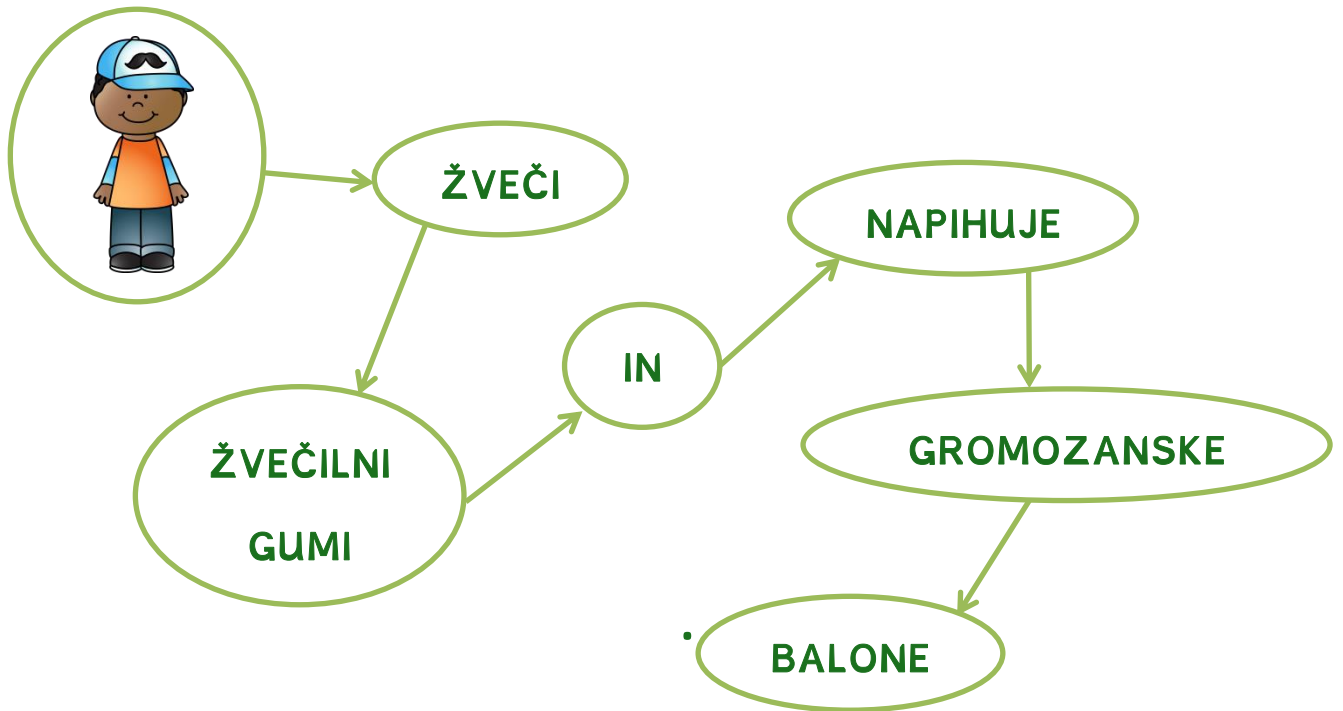 ŽVEČI
ŽVEČILNI
GUMI
IN
NAPIHUJE
GROMOZANSKE
BALONE
.